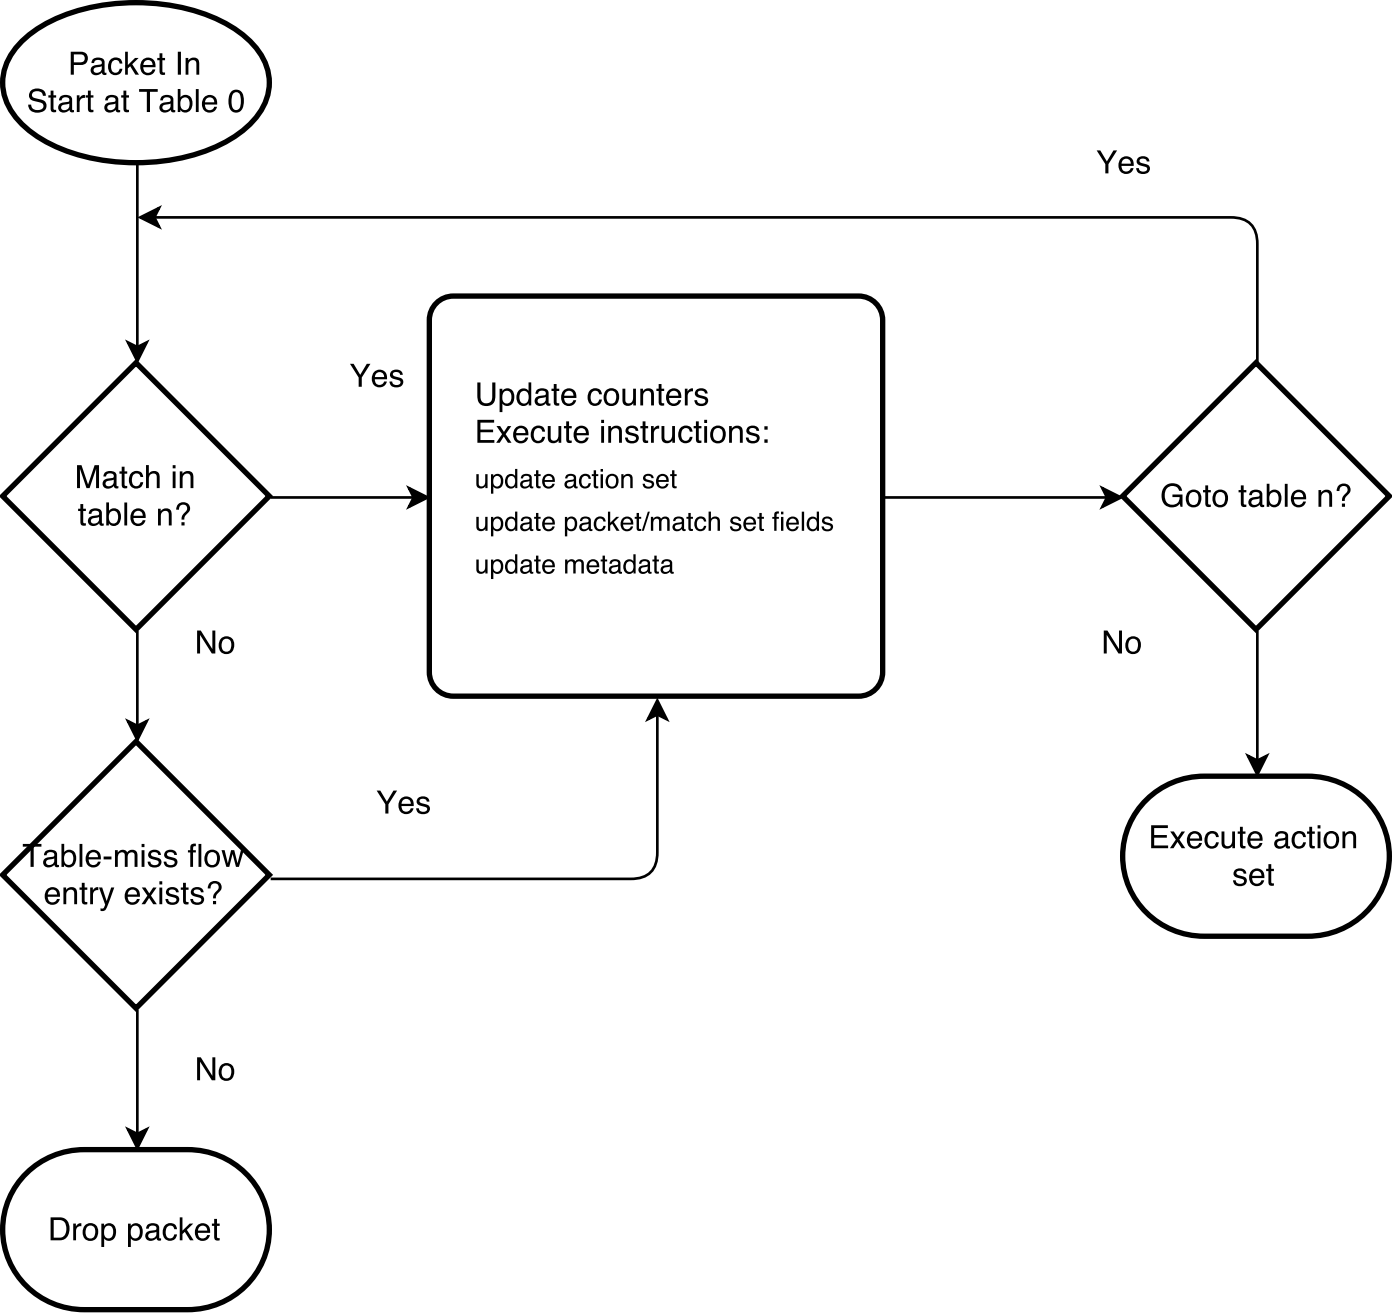 Packet In
Start at Table 0
Yes
Yes
Update counters
Execute instructions:
update action set
update packet/match set fields
update metadata
Match in
table n?
Goto table n?
No
No
Yes
Table-miss flow
entry exists?
Execute action
set
No
Drop packet